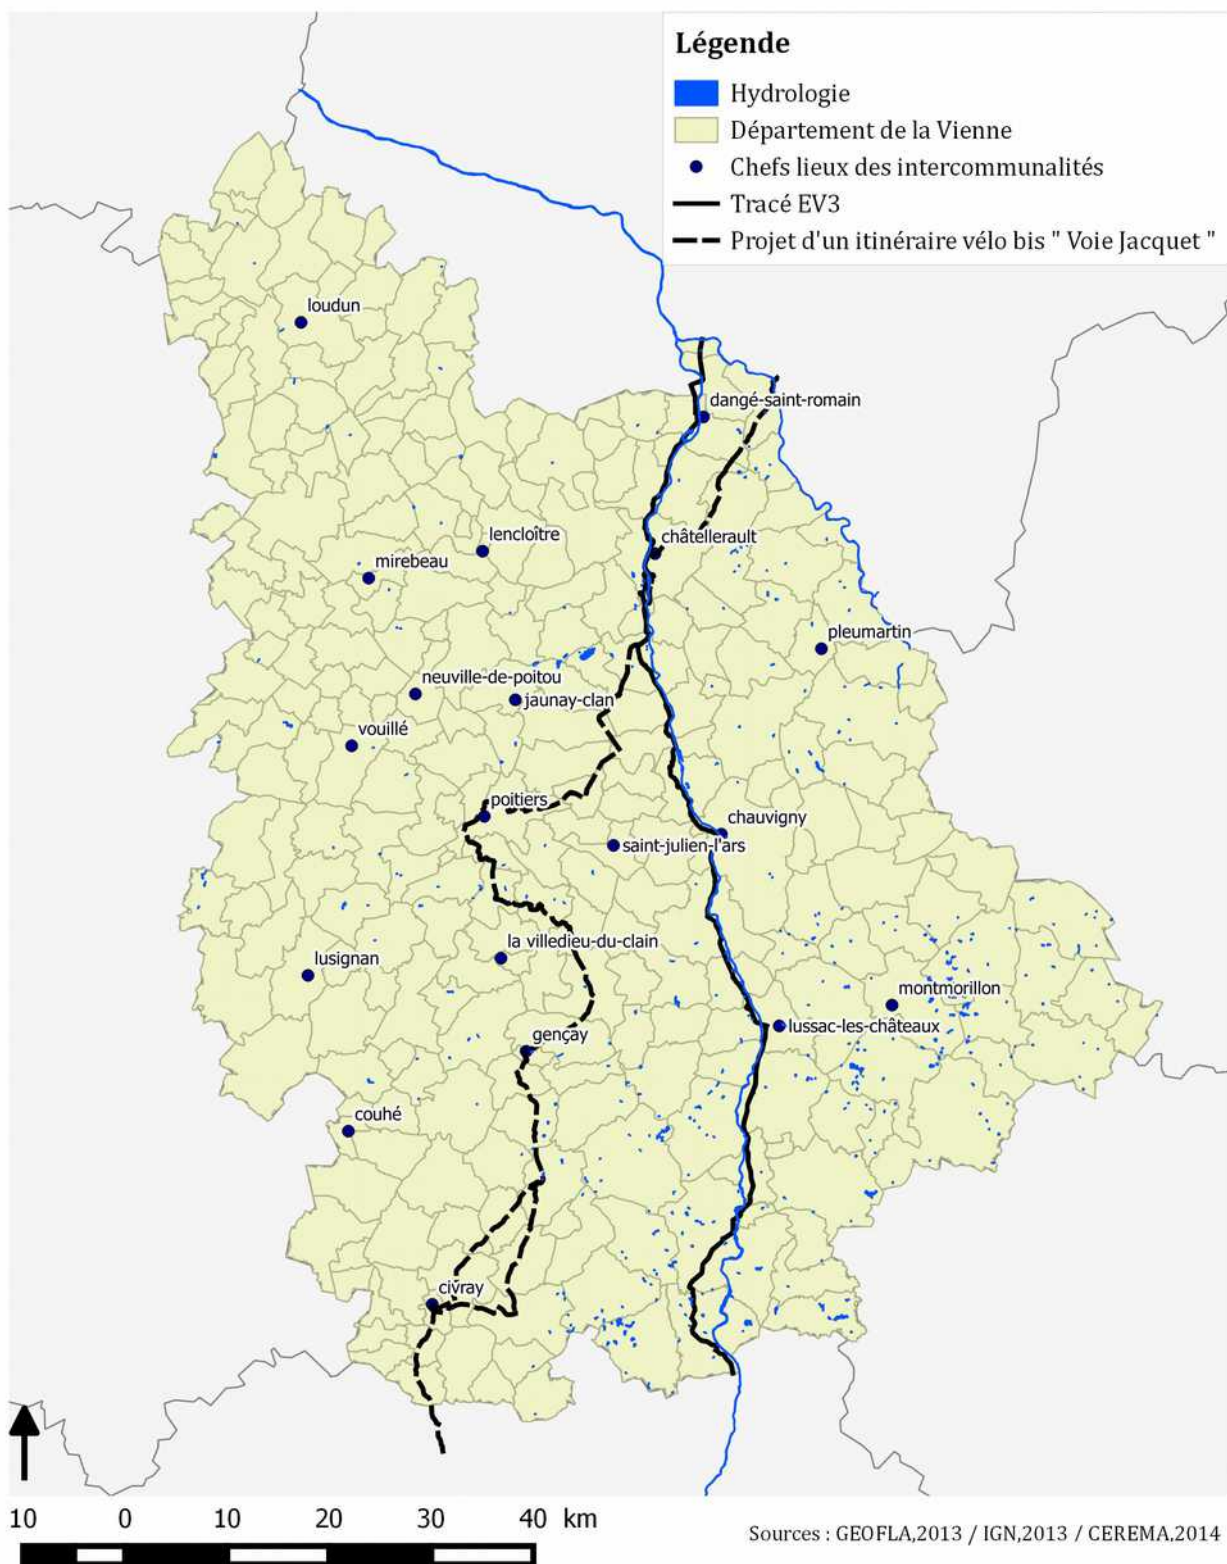 Légende
Hydrologie
Département de la Vienne
Chefs lieux des intercommunalités
Tracé EV3
Projet d'un itinéraire vélo bis " Voie Jacquet "
loudun
dangé-saint-romain
châtellerault
lencloître
mirebeau
pleumartin
neuville-de-poitou
jaunay-clan
vouillé
poitiers
chauvigny
saint-julien-l'ars
la villedieu-du-clain
lusignan
montmorillon
lussac-les-châteaux
gençay
couhé
civray
10 0 10 20 30 40 km
Sources : GEOFLA,2013 / IGN,2013 / CEREMA,2014